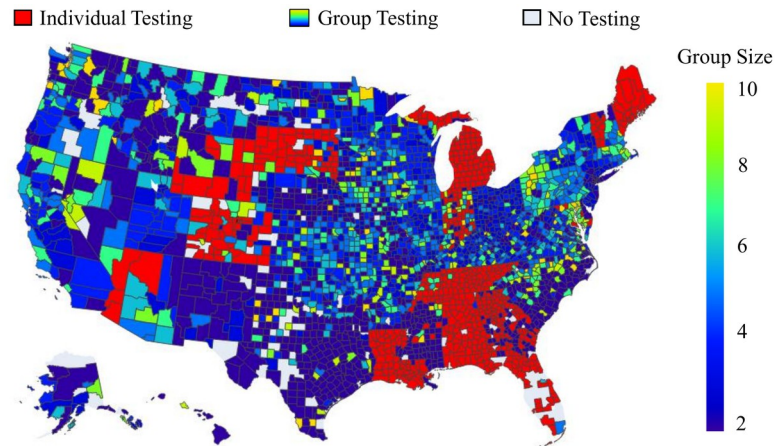 Individual Testing
Group Testing
No Testing
Group Size
10
8
6
4
2